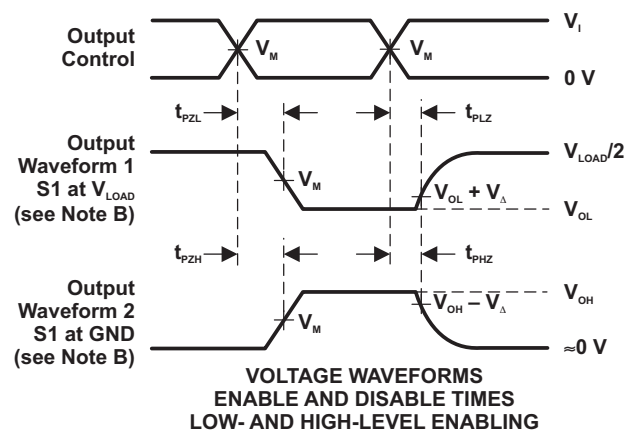 Output
Control
V_M
V_M
V_I
0 V
t_PZL
t_PLZ
Output
Waveform 1
S1 at V_LOAD
(see Note B)
V_M
V_OL + V_Δ
V_LOAD/2
V_OL
t_PZH
t_PHZ
Output
Waveform 2
S1 at GND
(see Note B)
V_M
V_OH – V_Δ
V_OH
≈0 V
VOLTAGE WAVEFORMS
ENABLE AND DISABLE TIMES
LOW- AND HIGH-LEVEL ENABLING